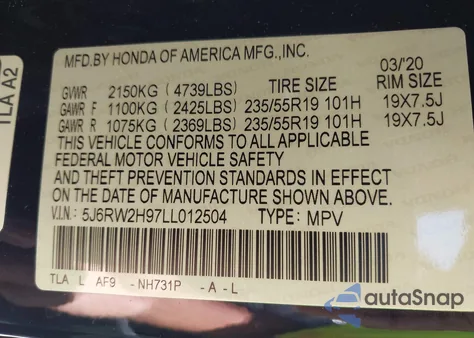 TLA A2
MFD.BY HONDA OF AMERICA MFG.,INC.
03/'20
GVWR 2150KG (4739LBS) TIRE SIZE RIM SIZE
GAWR F 1100KG (2425LBS) 235/55R19 101H 19X7.5J
GAWR R 1075KG (2369LBS) 235/55R19 101H 19X7.5J
THIS VEHICLE CONFORMS TO ALL APPLICABLE
FEDERAL MOTOR VEHICLE SAFETY
AND THEFT PREVENTION STANDARDS IN EFFECT
ON THE DATE OF MANUFACTURE SHOWN ABOVE.
V.I.N.: 5J6RW2H97LL012504 TYPE: MPV
TLA L AF9 -NH731P -A-L
autoSnap